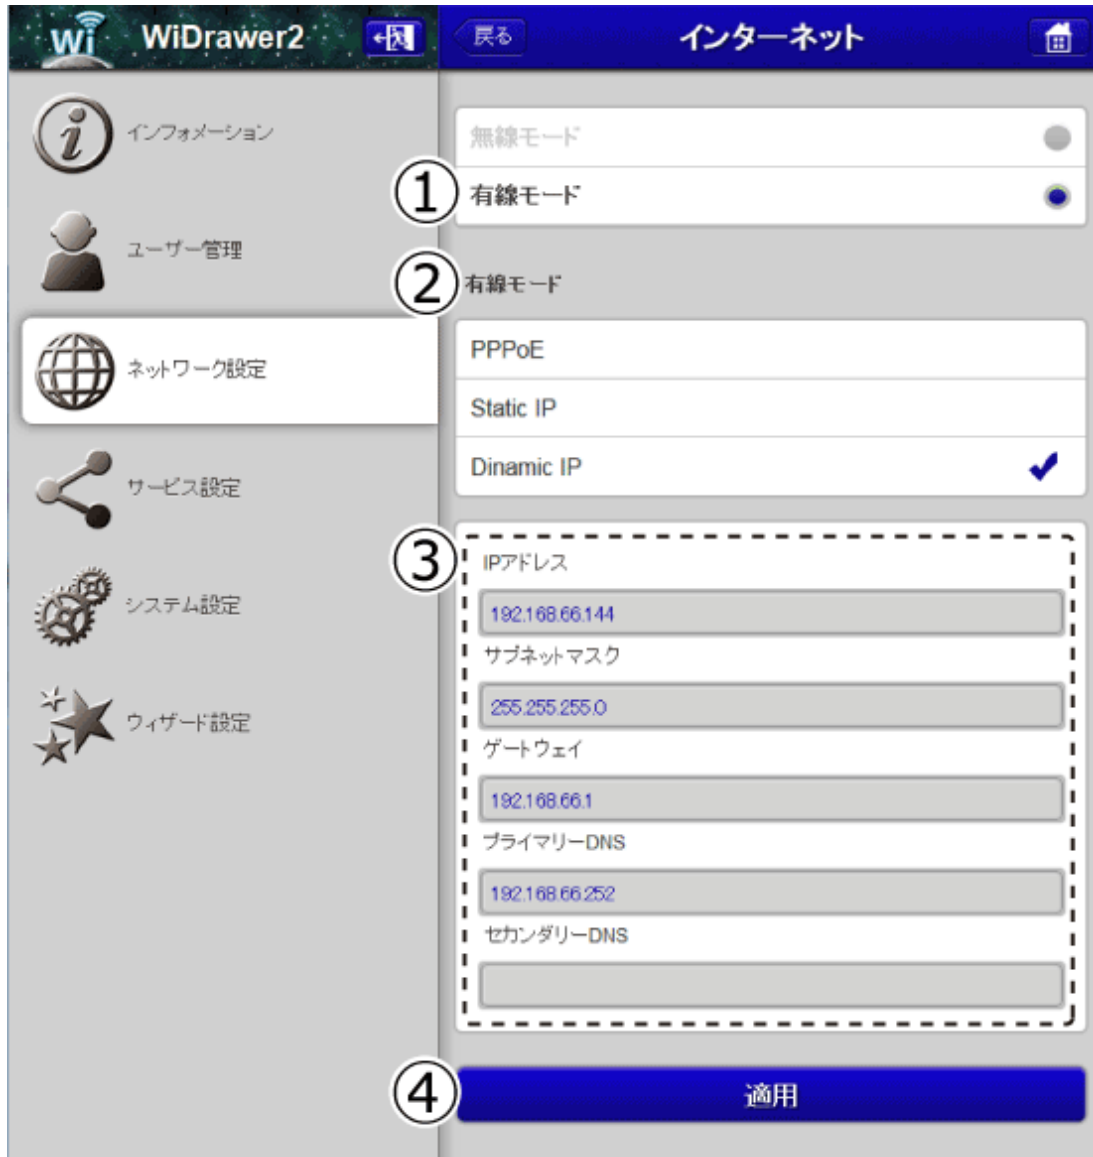 Wi WiDrawer2
インフォメーション
ユーザー管理
ネットワーク設定
サービス設定
システム設定
ウィザード設定
戻る インターネット
無線モード
① 有線モード
② 有線モード
PPPoE
Static IP
Dinamic IP
③ IPアドレス
192.168.66.144
サブネットマスク
255.255.255.0
ゲートウェイ
192.168.66.1
プライマリーDNS
192.168.66.252
セカンダリーDNS
④ 適用